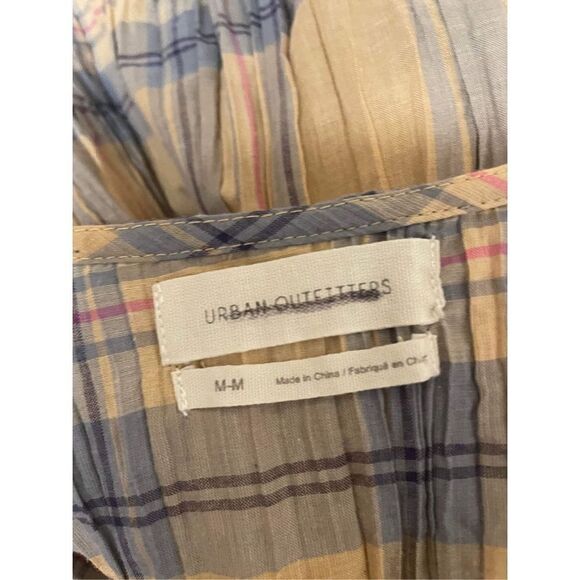 URBAN OUTFITTERS
M-M Made in China / Fabriqué en Chine